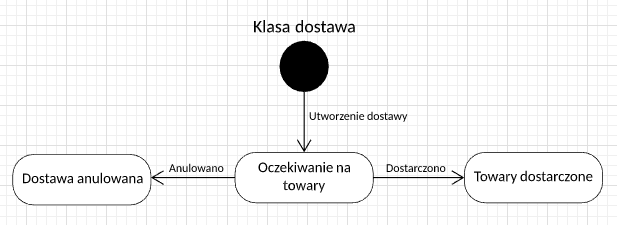 Klasa dostawa
Utworzenie dostawy
Dostawa anulowana
Anulowano
Oczekiwanie na
towary
Dostarczono
Towary dostarczone